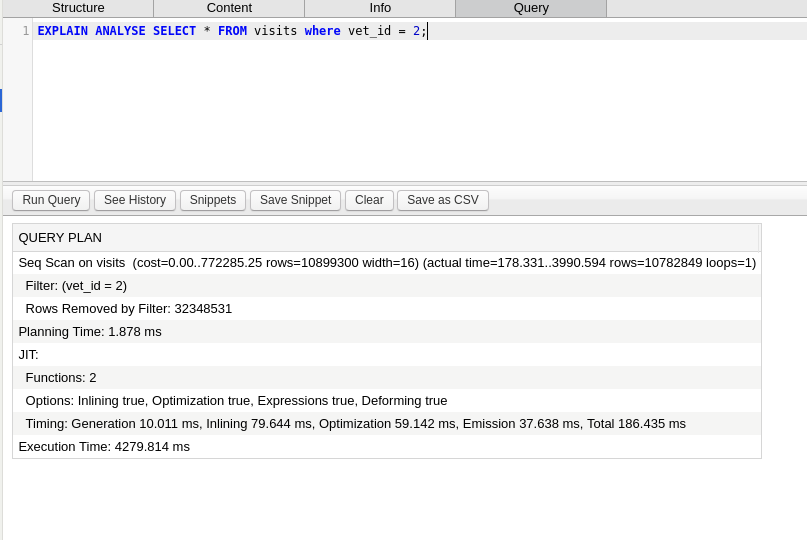 Structure Content Info Query
1 EXPLAIN ANALYSE SELECT * FROM visits where vet_id = 2;
Run Query See History Snippets Save Snippet Clear Save as CSV
QUERY PLAN
Seq Scan on visits  (cost=0.00..772285.25 rows=10899300 width=16) (actual time=178.331..3990.594 rows=10782849 loops=1)
Filter: (vet_id = 2)
Rows Removed by Filter: 32348531
Planning Time: 1.878 ms
JIT:
Functions: 2
Options: Inlining true, Optimization true, Expressions true, Deforming true
Timing: Generation 10.011 ms, Inlining 79.644 ms, Optimization 59.142 ms, Emission 37.638 ms, Total 186.435 ms
Execution Time: 4279.814 ms